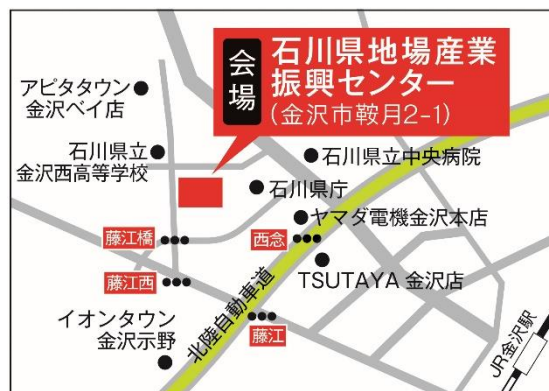 会場
石川県地場産業
振興センター
(金沢市鞍月2-1)
アピタタウン
金沢ベイ店
石川県立
金沢西高等学校
石川県立中央病院
石川県庁
ヤマダ電機金沢本店
藤江橋
西念
藤江西
TSUTAYA 金沢店
北陸自動車道
イオンタウン
金沢示野
藤江
JR金沢駅